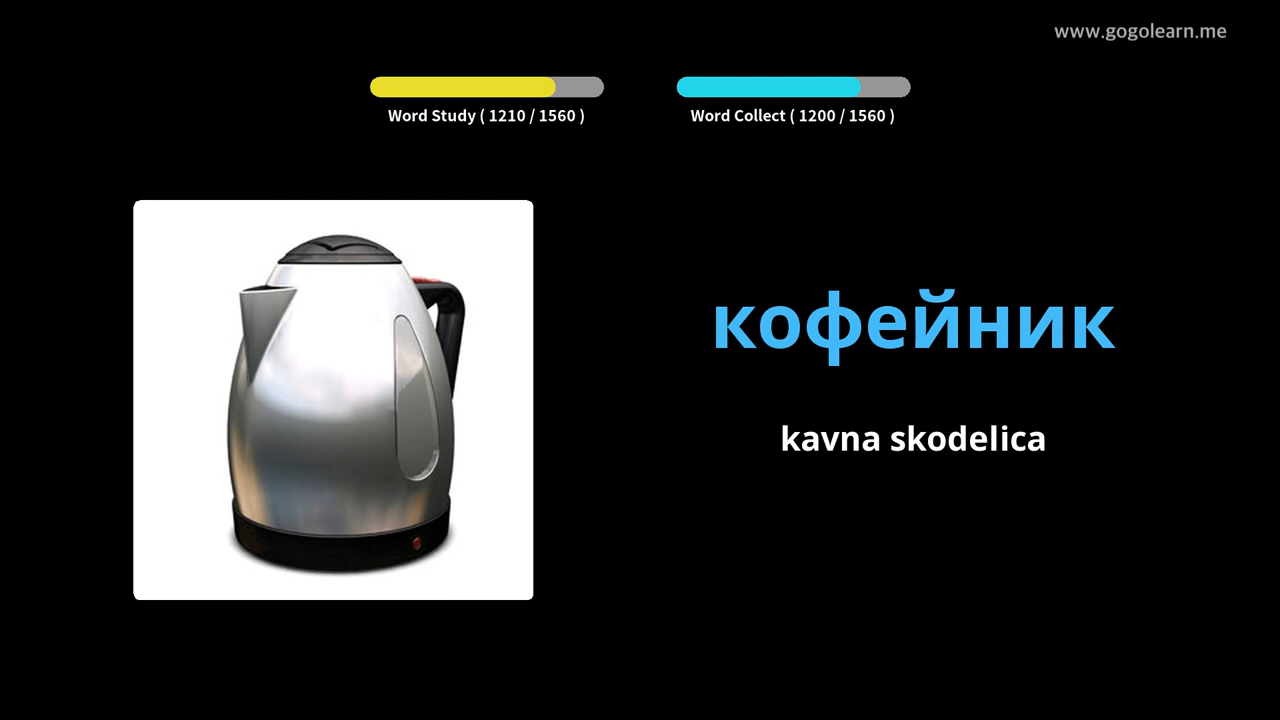 www.gogolearn.me
Word Study ( 1210 / 1560 )
Word Collect ( 1200 / 1560 )
кофейник
kavna skodelica